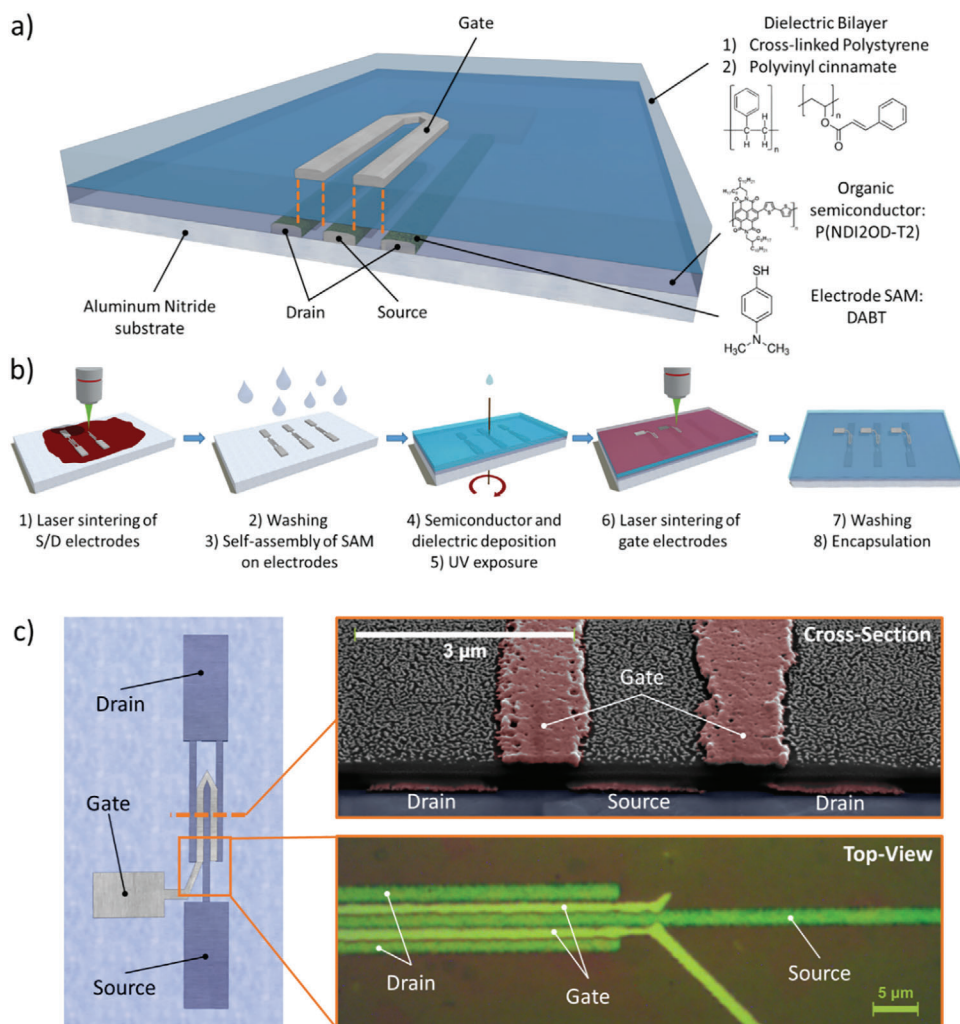 a)
Gate
Dielectric Bilayer
1) Cross-linked Polystyrene
2) Polyvinyl cinnamate
Organic
semiconductor:
P(NDI2OD-T2)
SH
Electrode SAM:
DABT
N
H₃C
CH₃
Aluminum Nitride
substrate
Drain
Source
b)
1) Laser sintering of
S/D electrodes
2) Washing
3) Self-assembly of SAM
on electrodes
4) Semiconductor and
dielectric deposition
5) UV exposure
6) Laser sintering of
gate electrodes
7) Washing
8) Encapsulation
c)
Drain
Gate
Source
Cross-Section
3 µm
Gate
Drain
Source
Drain
Top-View
Drain
Gate
Source
5 µm